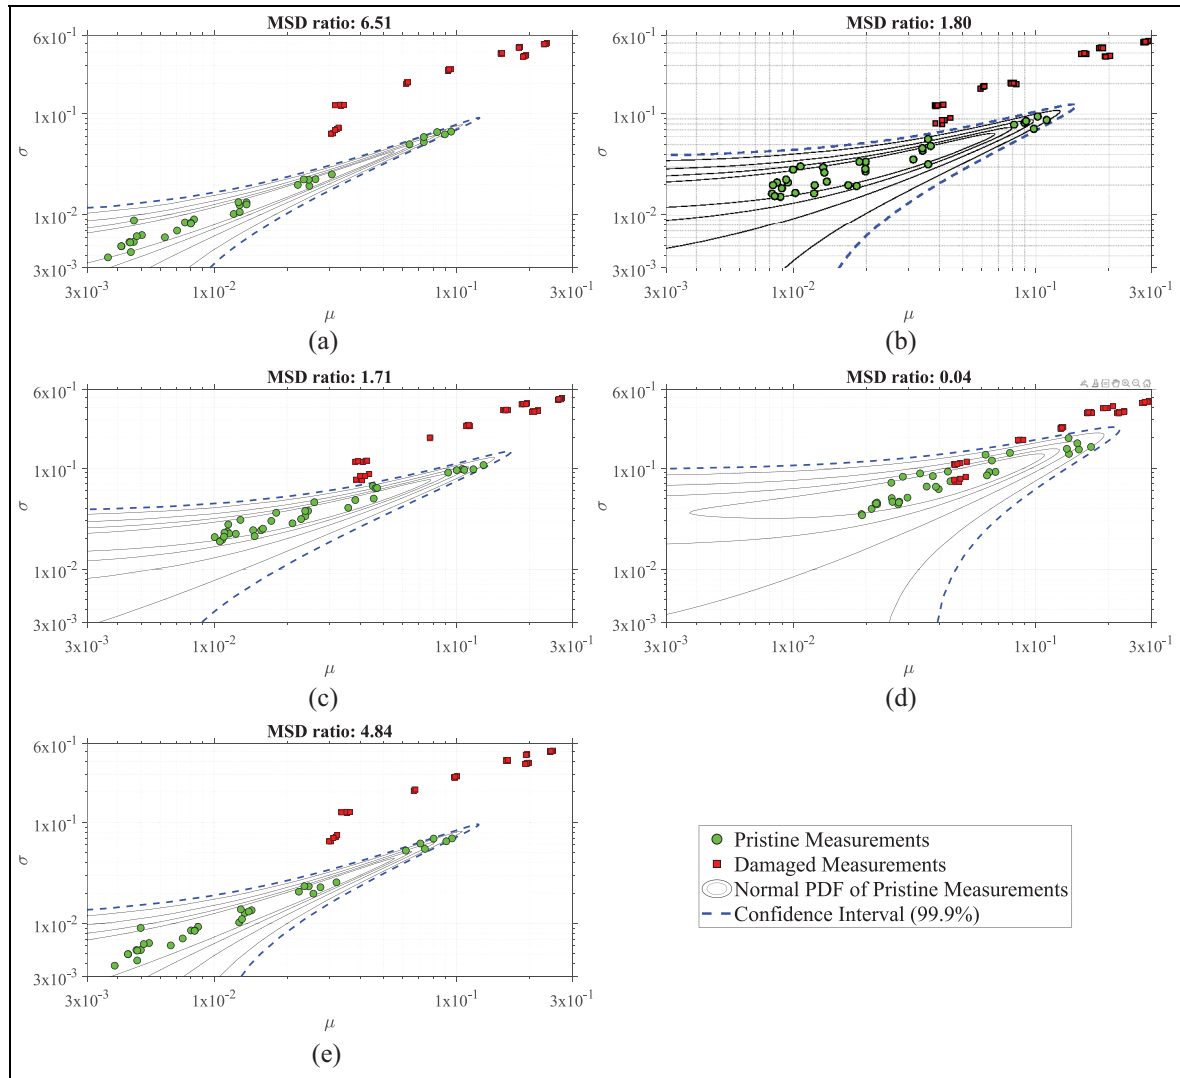 MSD ratio: 6.51
6x10⁻¹
1x10⁻¹
σ
1x10⁻²
3x10⁻³
3x10⁻³ 1x10⁻² 1x10⁻¹ 3x10⁻¹
μ
(a)
MSD ratio: 1.80
6x10⁻¹
1x10⁻¹
σ
1x10⁻²
3x10⁻³
3x10⁻³ 1x10⁻² 1x10⁻¹ 3x10⁻¹
μ
(b)
MSD ratio: 1.71
6x10⁻¹
1x10⁻¹
σ
1x10⁻²
3x10⁻³
3x10⁻³ 1x10⁻² 1x10⁻¹ 3x10⁻¹
μ
(c)
MSD ratio: 0.04
6x10⁻¹
1x10⁻¹
σ
1x10⁻²
3x10⁻³
3x10⁻³ 1x10⁻² 1x10⁻¹ 3x10⁻¹
μ
(d)
MSD ratio: 4.84
6x10⁻¹
1x10⁻¹
σ
1x10⁻²
3x10⁻³
3x10⁻³ 1x10⁻² 1x10⁻¹ 3x10⁻¹
μ
(e)
Pristine Measurements
Damaged Measurements
Normal PDF of Pristine Measurements
Confidence Interval (99.9%)